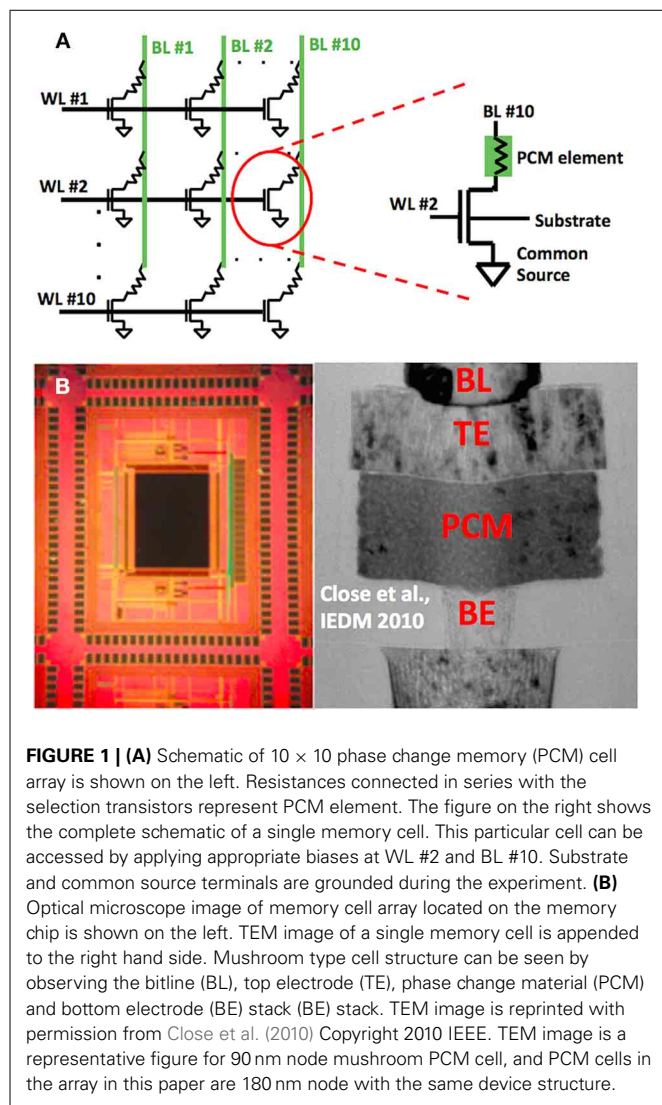 A
BL #1
BL #2
BL #10
WL #1
WL #2
WL #10
BL #10
PCM element
WL #2
Substrate
Common
Source
B
BL
TE
PCM
Close et al.,
IEDM 2010
BE
FIGURE 1 | (A) Schematic of 10 × 10 phase change memory (PCM) cell
array is shown on the left. Resistances connected in series with the
selection transistors represent PCM element. The figure on the right shows
the complete schematic of a single memory cell. This particular cell can be
accessed by applying appropriate biases at WL #2 and BL #10. Substrate
and common source terminals are grounded during the experiment. (B)
Optical microscope image of memory cell array located on the memory
chip is shown on the left. TEM image of a single memory cell is appended
to the right hand side. Mushroom type cell structure can be seen by
observing the bitline (BL), top electrode (TE), phase change material (PCM)
and bottom electrode (BE) stack (BE) stack. TEM image is reprinted with
permission from Close et al. (2010) Copyright 2010 IEEE. TEM image is a
representative figure for 90 nm node mushroom PCM cell, and PCM cells in
the array in this paper are 180 nm node with the same device structure.